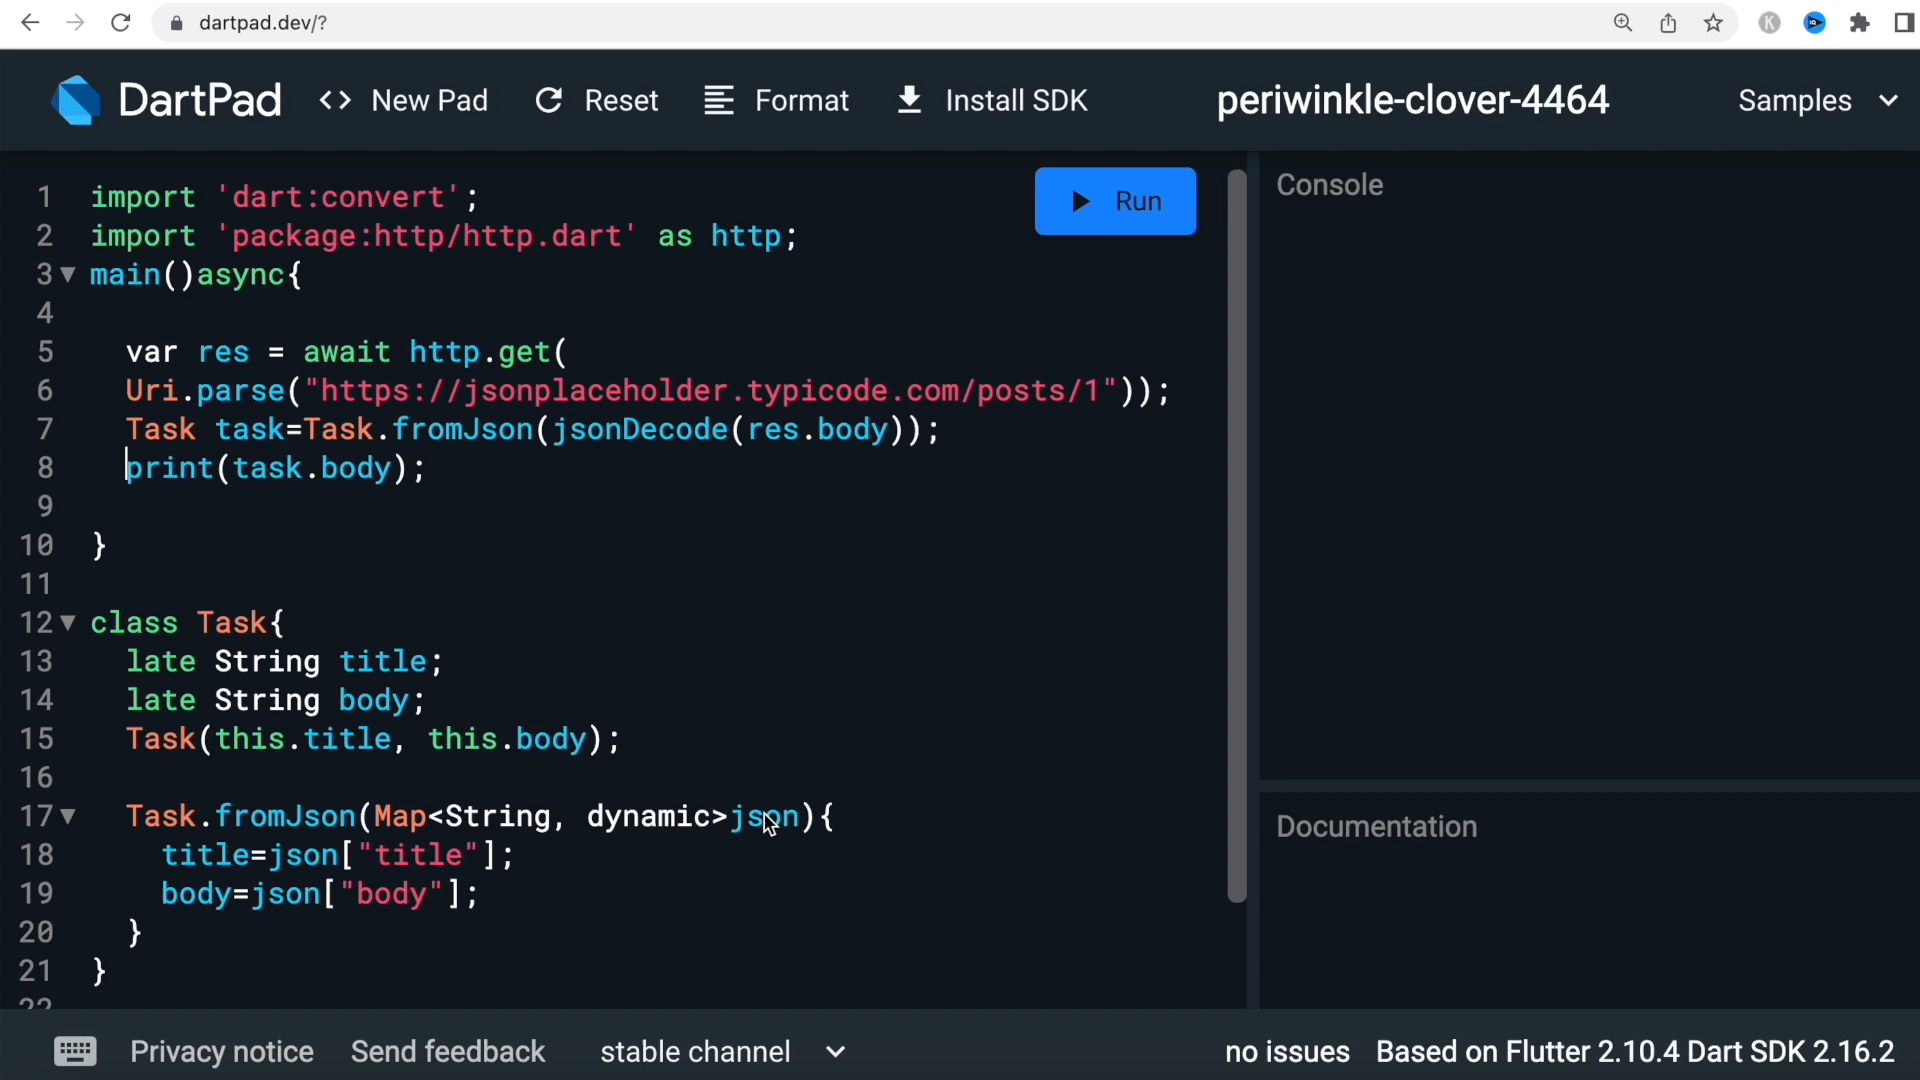 dartpad.dev/?
K
DartPad <> New Pad Reset Format Install SDK periwinkle-clover-4464 Samples
Run
Console
1 import 'dart:convert';
2 import 'package:http/http.dart' as http;
3 main()async{
4
5 var res = await http.get(
6 Uri.parse("https://jsonplaceholder.typicode.com/posts/1"));
7 Task task=Task.fromJson(jsonDecode(res.body));
8 print(task.body);
9
10 }
11
12 class Task{
13 late String title;
14 late String body;
15 Task(this.title, this.body);
16
17 Task.fromJson(Map<String, dynamic>json){
18 title=json["title"];
19 body=json["body"];
20 }
21 }
22
Documentation
Privacy notice Send feedback stable channel no issues Based on Flutter 2.10.4 Dart SDK 2.16.2